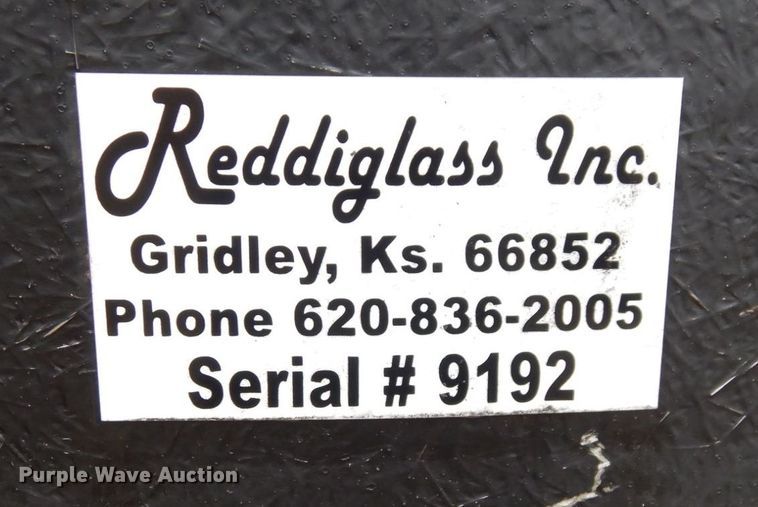 Reddiglass Inc.
Gridley, Ks. 66852
Phone 620-836-2005
Serial # 9192
Purple Wave Auction